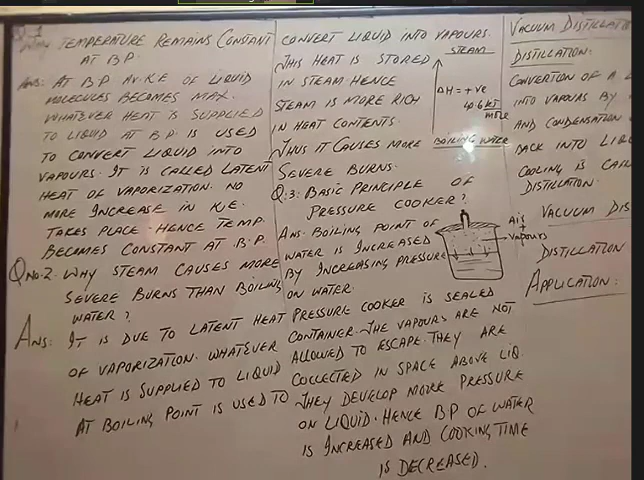 WHY TEMPERATURE REMAINS CONSTANT
AT B.P.
Ans: AT B.P AV. K.E OF LIQUID
MOLECULES BECOMES MAX.
WHATEVER HEAT IS SUPPLIED
TO LIQUID AT B.P. IS USED
TO CONVERT LIQUID INTO
VAPOURS. IT IS CALLED LATENT
HEAT OF VAPORIZATION. NO
MORE INCREASE IN K.E.
TAKES PLACE. HENCE TEMP.
BECOMES CONSTANT AT B.P.
Q NO-2. WHY STEAM CAUSES MORE
SEVERE BURNS THAN BOILING
WATER?
Ans: IT IS DUE TO LATENT HEAT
OF VAPORIZATION. WHATEVER
HEAT IS SUPPLIED TO LIQUID
AT BOILING POINT IS USED TO
CONVERT LIQUID INTO VAPOURS.
THIS HEAT IS STORED
IN STEAM. HENCE
STEAM IS MORE RICH
IN HEAT CONTENTS.
THUS IT CAUSES MORE
SEVERE BURNS.
STEAM
ΔH = +ve
40.6 KJ
mole
BOILING WATER
Q:3: BASIC PRINCIPLE OF
PRESSURE COOKER?
Ans: BOILING POINT OF
WATER IS INCREASED
BY INCREASING PRESSURE
ON WATER.
Air
+
Vapours
PRESSURE COOKER IS SEALED
CONTAINER. THE VAPOURS ARE NOT
ALLOWED TO ESCAPE. THEY ARE
COLLECTED IN SPACE ABOVE LIQ.
THEY DEVELOP MORE PRESSURE
ON LIQUID. HENCE B.P OF WATER
IS INCREASED AND COOKING TIME
IS DECREASED.
VACUUM DISTILLATIO
DISTILLATION:
CONVERTION OF A
INTO VAPOURS BY
AND CONDENSATION
BACK INTO LIQU
COOLING IS CALL
DISTILLATION.
VACUUM DIS
DISTILLATION
APPLICATION: